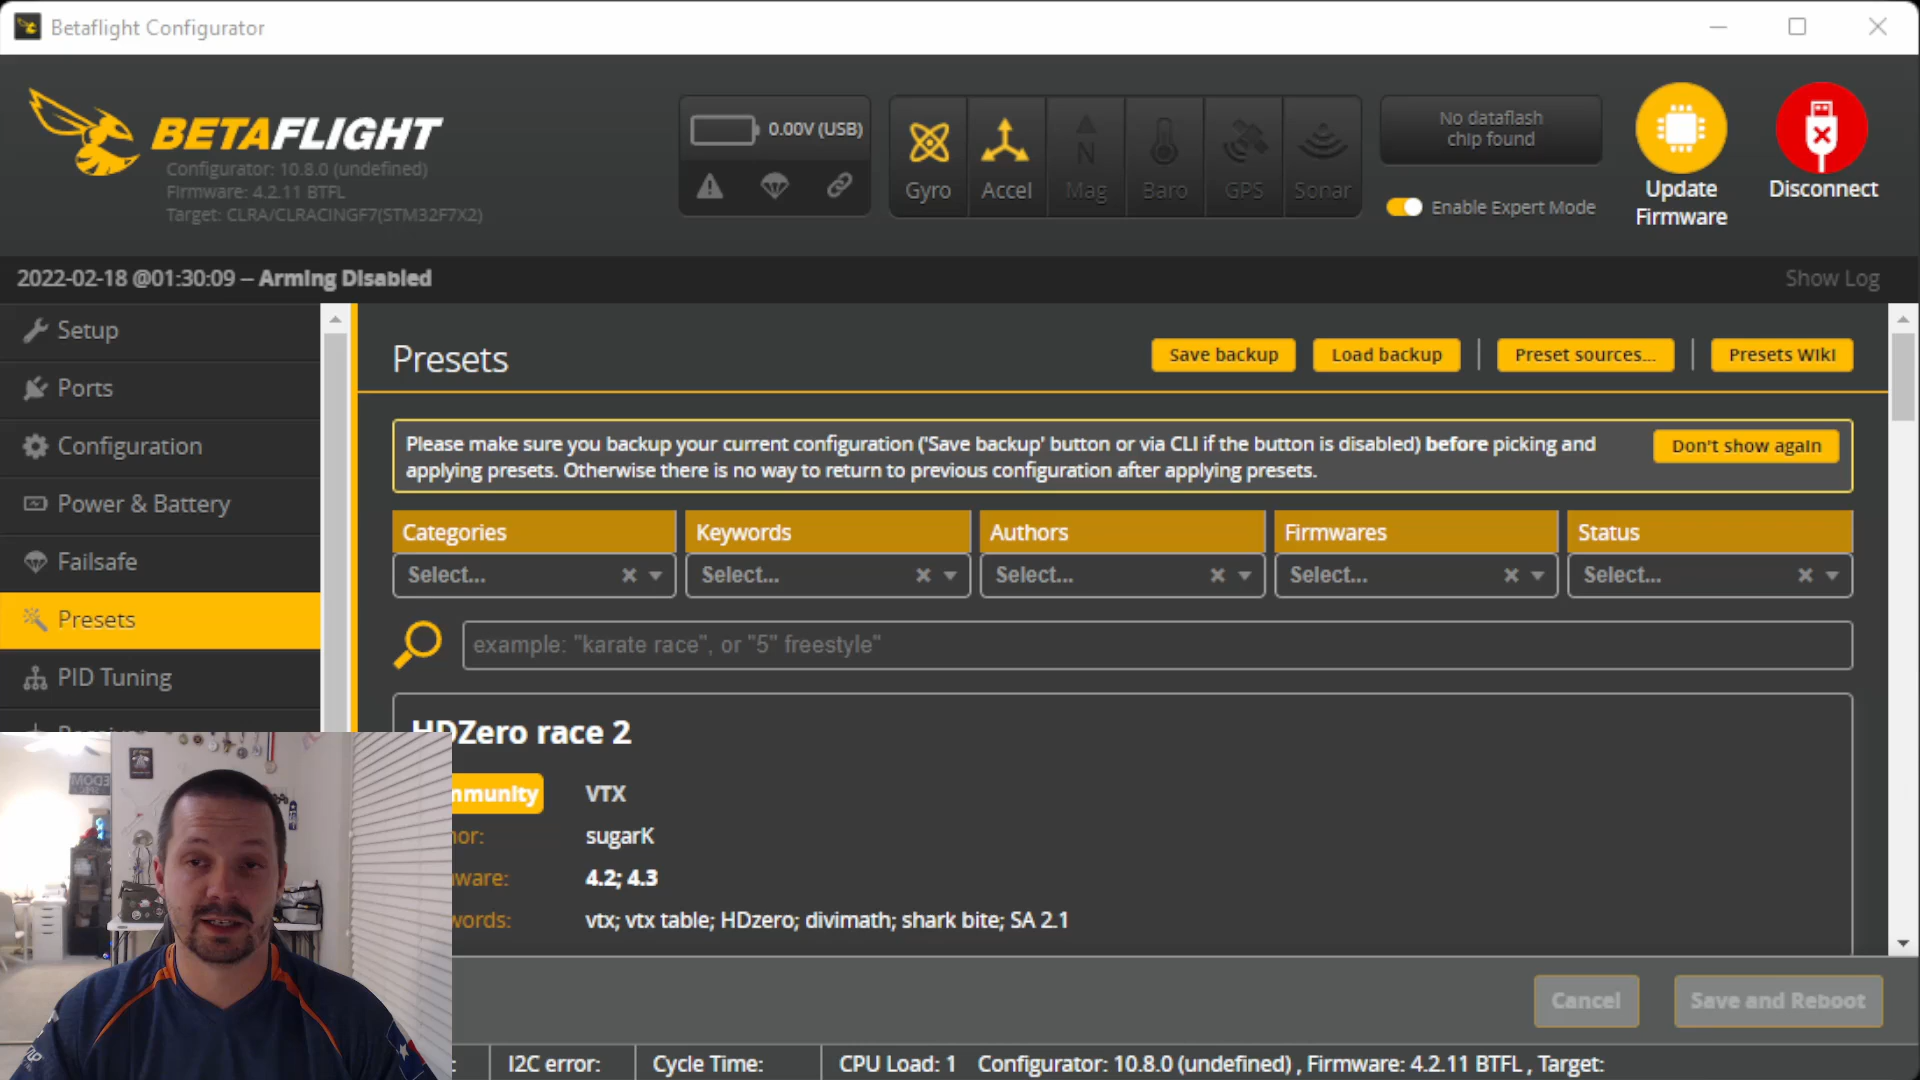 Betaflight Configurator
BETAFLIGHT
Configurator: 10.8.0 (undefined)
Firmware: 4.2.11 BTFL
Target: CLRA/CLRACINGF7(STM32F7X2)
0.00V (USB)
Gyro
Accel
Mag
Baro
GPS
Sonar
No dataflash
chip found
Enable Expert Mode
Update
Firmware
Disconnect
2022-02-18 @01:30:09 -- Arming Disabled
Show Log
Setup
Ports
Configuration
Power & Battery
Failsafe
Presets
PID Tuning
Presets
Save backup
Load backup
Preset sources...
Presets Wiki
Please make sure you backup your current configuration ('Save backup' button or via CLI if the button is disabled) before picking and
applying presets. Otherwise there is no way to return to previous configuration after applying presets.
Don't show again
Categories
Keywords
Authors
Firmwares
Status
Select...
Select...
Select...
Select...
Select...
example: "karate race", or "5" freestyle"
HDZero race 2
mmunity VTX
or: sugarK
ware: 4.2; 4.3
words: vtx; vtx table; HDzero; divimath; shark bite; SA 2.1
Cancel
Save and Reboot
I2C error:
Cycle Time:
CPU Load: 1
Configurator: 10.8.0 (undefined) , Firmware: 4.2.11 BTFL , Target: